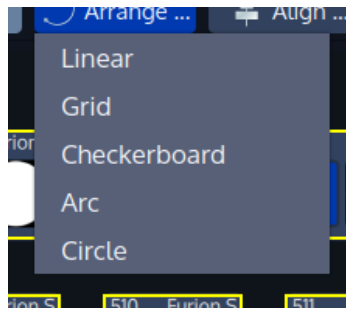 Arrange ... Align ...
Linear
Grid
Checkerboard
Arc
Circle
510 Furion S 511